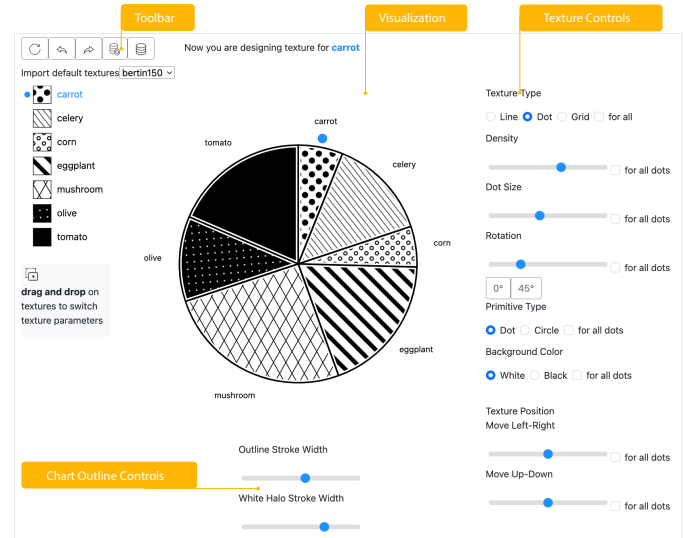 Toolbar
Visualization
Texture Controls
Now you are designing texture for carrot
Import default textures bertin150
carrot
celery
corn
eggplant
mushroom
olive
tomato
drag and drop on
textures to switch
texture parameters
carrot
tomato
celery
corn
olive
eggplant
mushroom
Texture Type
Line Dot Grid for all
Density
for all dots
Dot Size
for all dots
Rotation
for all dots
0° 45°
Primitive Type
Dot Circle for all dots
Background Color
White Black for all dots
Texture Position
Move Left-Right
for all dots
Move Up-Down
for all dots
Chart Outline Controls
Outline Stroke Width
White Halo Stroke Width